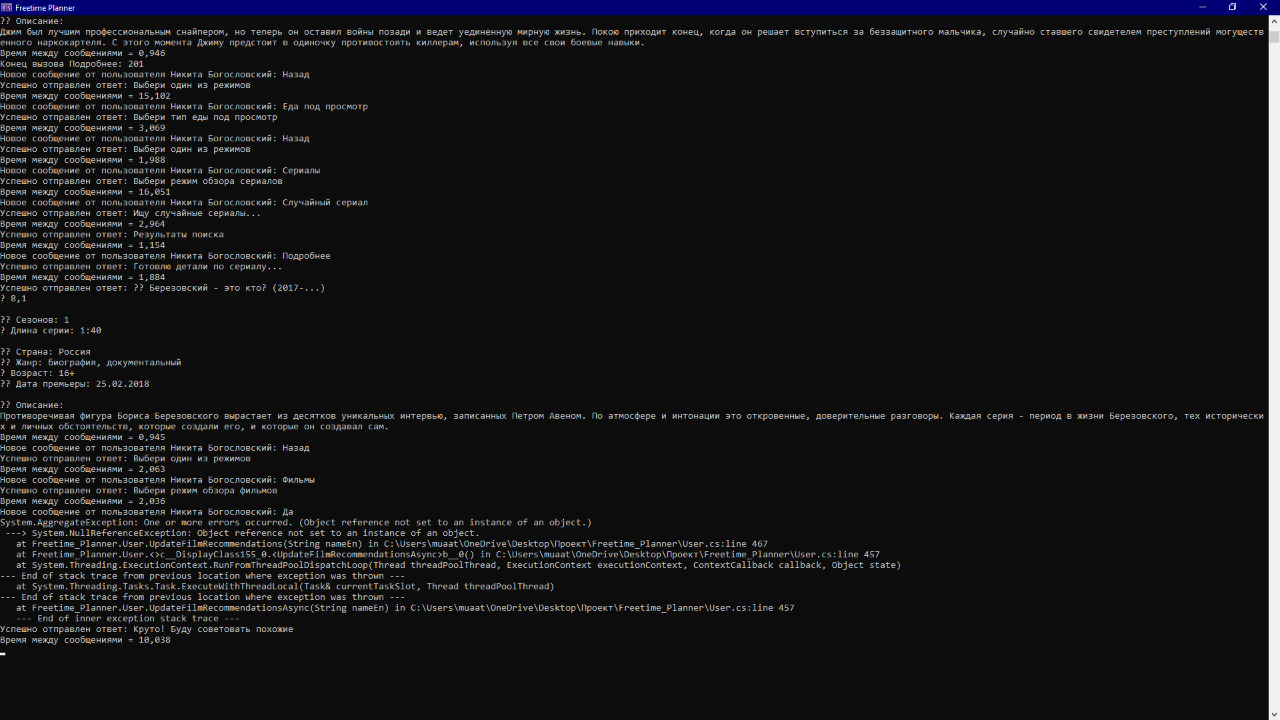 Freetime Planner
?? Описание:
Джим был лучшим профессиональным снайпером, но теперь он оставил войны позади и ведет уединенную мирную жизнь. Покою приходит конец, когда он решает вступиться за беззащитного мальчика, случайно ставшего свидетелем преступлений могуществ
енного наркокартеля. С этого момента Джиму предстоит в одиночку противостоять киллерам, используя все свои боевые навыки.
Время между сообщениями = 0,946
Конец вызова Подробнее: 201
Новое сообщение от пользователя Никита Богословский: Назад
Успешно отправлен ответ: Выбери один из режимов
Время между сообщениями = 15,102
Новое сообщение от пользователя Никита Богословский: Еда под просмотр
Успешно отправлен ответ: Выбери тип еды под просмотр
Время между сообщениями = 3,069
Новое сообщение от пользователя Никита Богословский: Назад
Успешно отправлен ответ: Выбери один из режимов
Время между сообщениями = 1,988
Новое сообщение от пользователя Никита Богословский: Сериалы
Успешно отправлен ответ: Выбери режим обзора сериалов
Время между сообщениями = 16,051
Новое сообщение от пользователя Никита Богословский: Случайный сериал
Успешно отправлен ответ: Ищу случайные сериалы...
Время между сообщениями = 2,964
Успешно отправлен ответ: Результаты поиска
Время между сообщениями = 1,154
Новое сообщение от пользователя Никита Богословский: Подробнее
Успешно отправлен ответ: Готовлю детали по сериалу...
Время между сообщениями = 1,884
Успешно отправлен ответ: ?? Березовский - это кто? (2017-...)
? 8,1
?? Сезонов: 1
? Длина серии: 1:40
?? Страна: Россия
?? Жанр: биография, документальный
? Возраст: 16+
?? Дата премьеры: 25.02.2018
?? Описание:
Противоречивая фигура Бориса Березовского вырастает из десятков уникальных интервью, записанных Петром Авеном. По атмосфере и интонации это откровенные, доверительные разговоры. Каждая серия - период в жизни Березовского, тех исторически
х и личных обстоятельств, которые создали его, и которые он создавал сам.
Время между сообщениями = 0,945
Новое сообщение от пользователя Никита Богословский: Назад
Успешно отправлен ответ: Выбери один из режимов
Время между сообщениями = 2,063
Новое сообщение от пользователя Никита Богословский: Фильмы
Успешно отправлен ответ: Выбери режим обзора фильмов
Время между сообщениями = 2,036
Новое сообщение от пользователя Никита Богословский: Да
System.AggregateException: One or more errors occurred. (Object reference not set to an instance of an object.)
---> System.NullReferenceException: Object reference not set to an instance of an object.
at Freetime_Planner.User.UpdateFilmRecommendations(String nameEn) in C:\Users\muaat\OneDrive\Desktop\Проект\Freetime_Planner\User.cs:line 467
at Freetime_Planner.User.<>c__DisplayClass155_0.<UpdateFilmRecommendationsAsync>b__0() in C:\Users\muaat\OneDrive\Desktop\Проект\Freetime_Planner\User.cs:line 457
at System.Threading.ExecutionContext.RunFromThreadPoolDispatchLoop(Thread threadPoolThread, ExecutionContext executionContext, ContextCallback callback, Object state)
--- End of stack trace from previous location where exception was thrown ---
at System.Threading.Tasks.Task.ExecuteWithThreadLocal(Task& currentTaskSlot, Thread threadPoolThread)
--- End of stack trace from previous location where exception was thrown ---
at Freetime_Planner.User.UpdateFilmRecommendationsAsync(String nameEn) in C:\Users\muaat\OneDrive\Desktop\Проект\Freetime_Planner\User.cs:line 457
--- End of inner exception stack trace ---
Успешно отправлен ответ: Круто! Буду советовать похожие
Время между сообщениями = 10,038